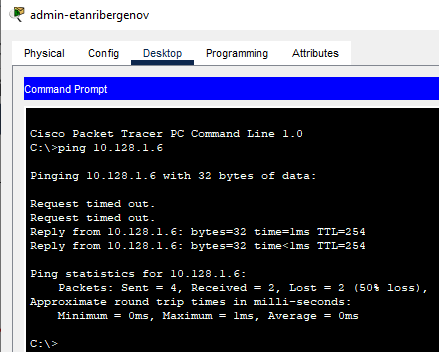 admin-etanribergenov
Physical Config Desktop Programming Attributes
Command Prompt
Cisco Packet Tracer PC Command Line 1.0
C:\>ping 10.128.1.6
Pinging 10.128.1.6 with 32 bytes of data:
Request timed out.
Request timed out.
Reply from 10.128.1.6: bytes=32 time=1ms TTL=254
Reply from 10.128.1.6: bytes=32 time<1ms TTL=254
Ping statistics for 10.128.1.6:
    Packets: Sent = 4, Received = 2, Lost = 2 (50% loss),
Approximate round trip times in milli-seconds:
    Minimum = 0ms, Maximum = 1ms, Average = 0ms
C:\>